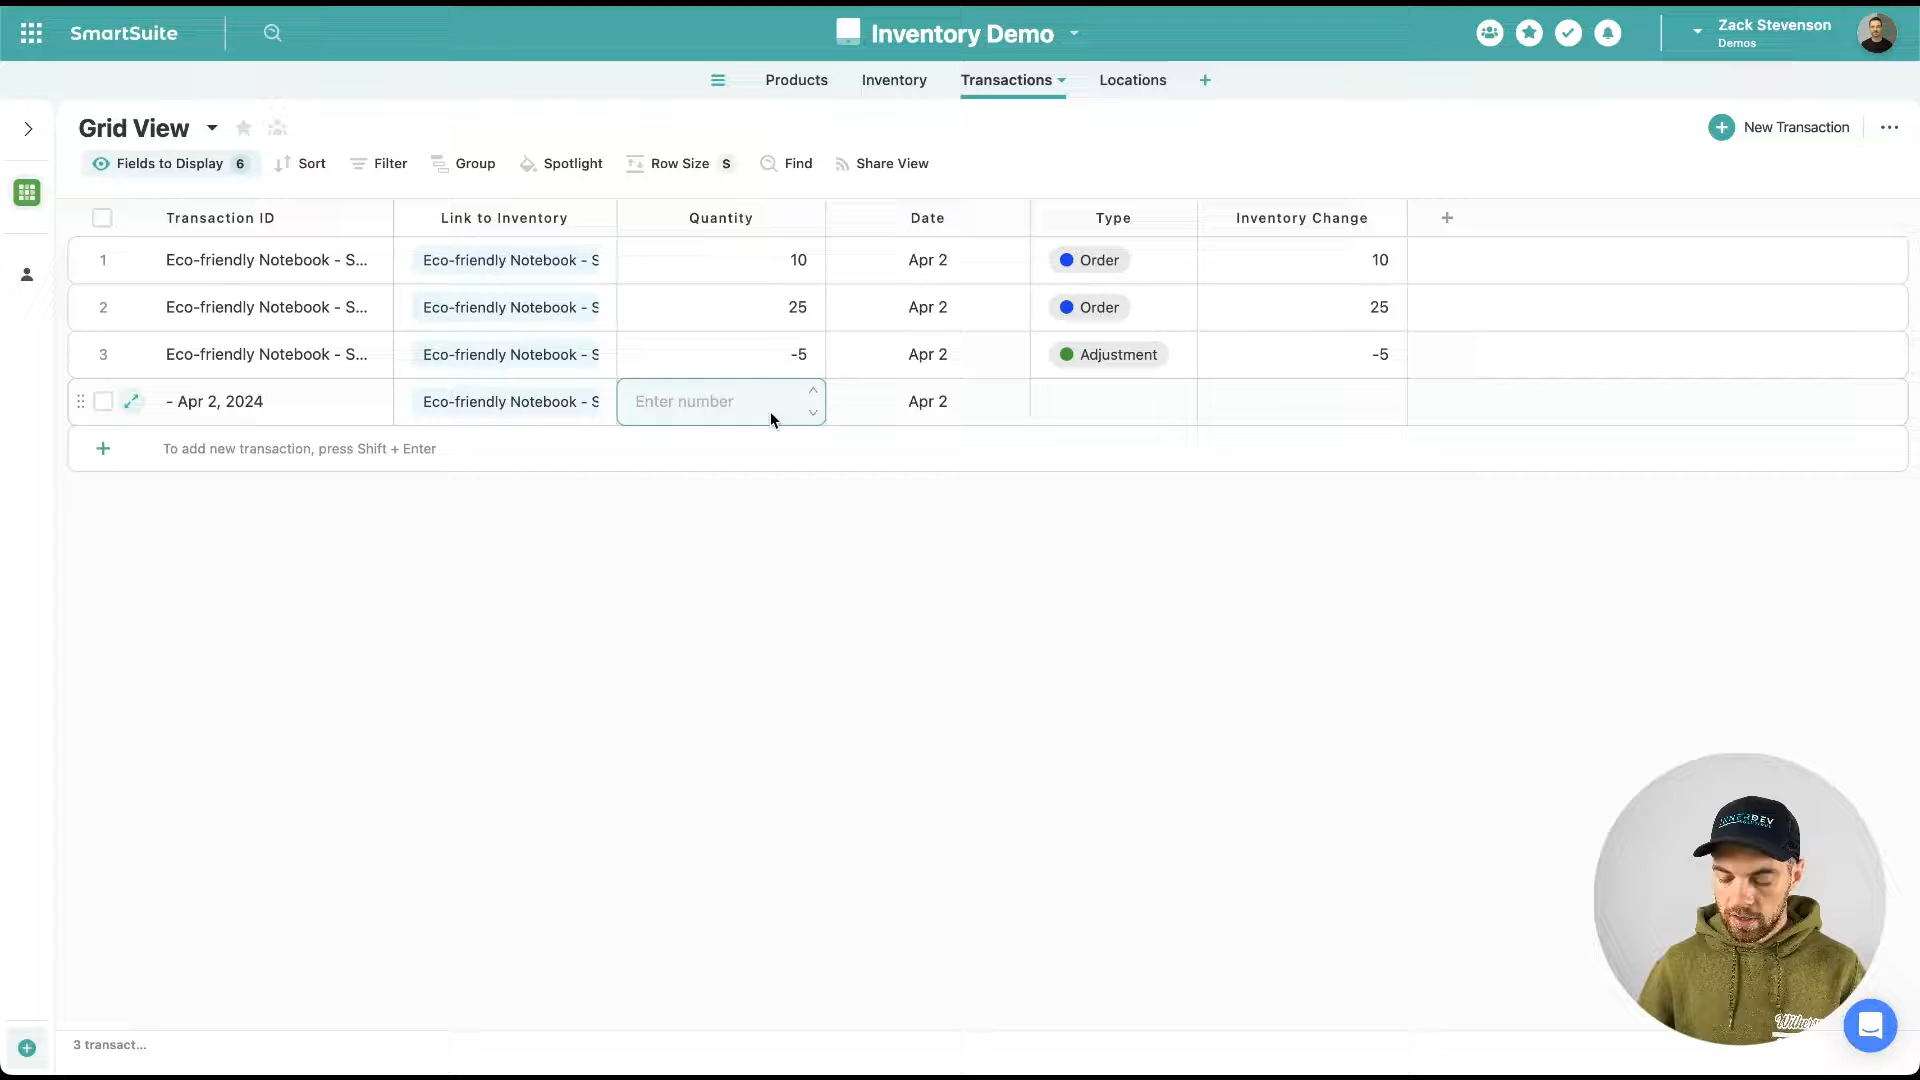 SmartSuite
Inventory Demo
Zack Stevenson
Demos
Products
Inventory
Transactions
Locations
+
Grid View
New Transaction
Fields to Display 6
Sort
Filter
Group
Spotlight
Row Size S
Find
Share View
Transaction ID Link to Inventory Quantity Date Type Inventory Change +
1 Eco-friendly Notebook - S... Eco-friendly Notebook - S 10 Apr 2 Order 10
2 Eco-friendly Notebook - S... Eco-friendly Notebook - S 25 Apr 2 Order 25
3 Eco-friendly Notebook - S... Eco-friendly Notebook - S -5 Apr 2 Adjustment -5
- Apr 2, 2024 Eco-friendly Notebook - S Enter number Apr 2
+ To add new transaction, press Shift + Enter
3 transact...